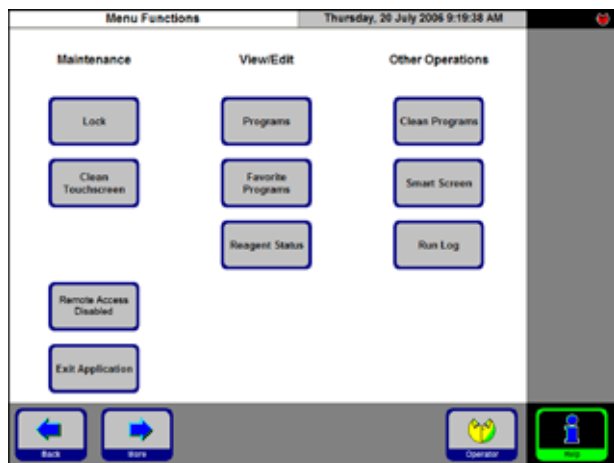 Menu Functions
Thursday, 20 July 2006 9:19:38 AM
Maintenance
View/Edit
Other Operations
Lock
Programs
Clean Programs
Clean
Touchscreen
Favorite
Programs
Smart Screen
Reagent Status
Run Log
Remote Access
Disabled
Exit Application
Back
More
Operator
Help